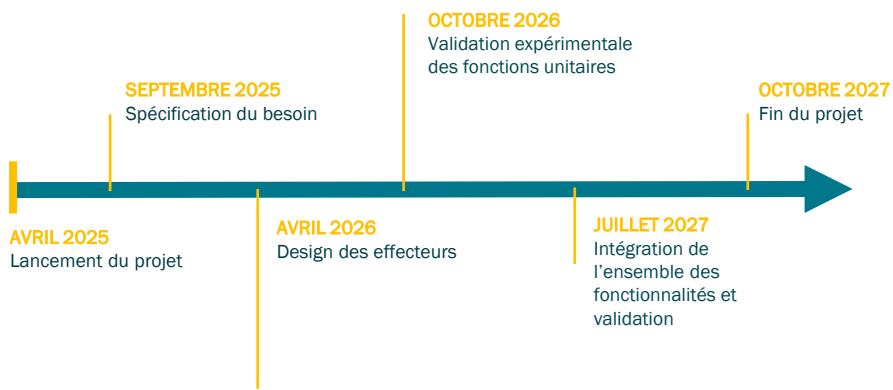 AVRIL 2025
Lancement du projet
SEPTEMBRE 2025
Spécification du besoin
AVRIL 2026
Design des effecteurs
OCTOBRE 2026
Validation expérimentale
des fonctions unitaires
JUILLET 2027
Intégration de
l’ensemble des
fonctionnalités et
validation
OCTOBRE 2027
Fin du projet